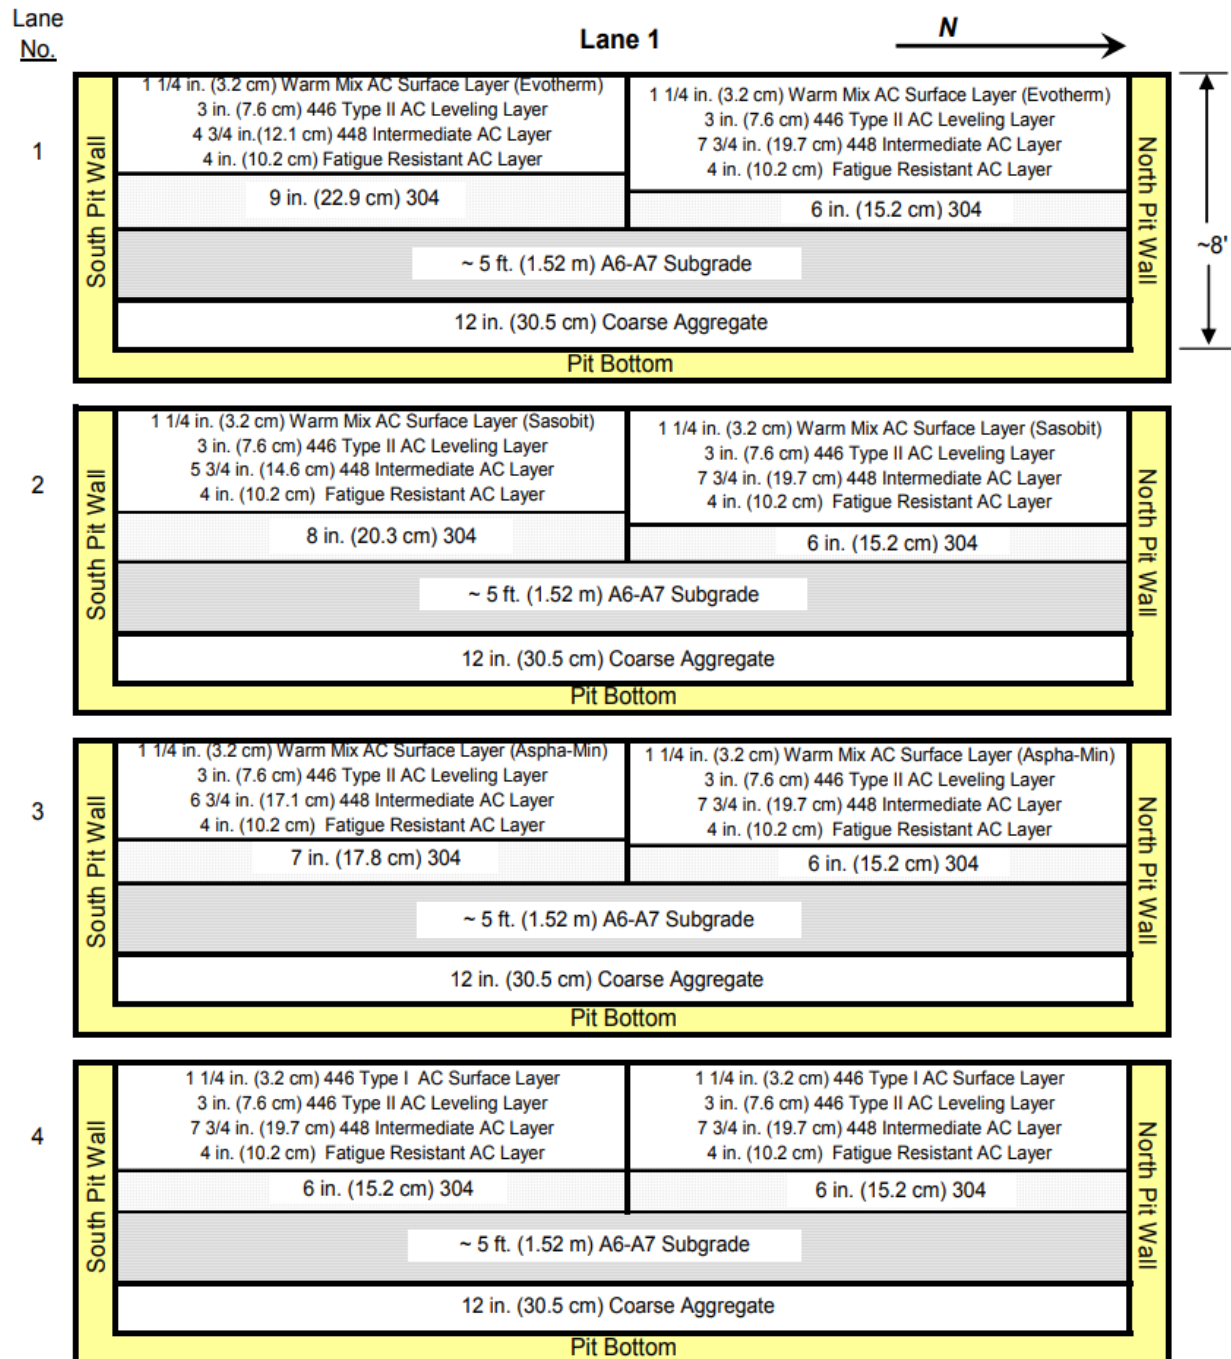 Lane
No.
Lane 1
N
1
South Pit Wall
1 1/4 in. (3.2 cm) Warm Mix AC Surface Layer (Evotherm)
3 in. (7.6 cm) 446 Type II AC Leveling Layer
4 3/4 in.(12.1 cm) 448 Intermediate AC Layer
4 in. (10.2 cm) Fatigue Resistant AC Layer
9 in. (22.9 cm) 304
1 1/4 in. (3.2 cm) Warm Mix AC Surface Layer (Evotherm)
3 in. (7.6 cm) 446 Type II AC Leveling Layer
7 3/4 in. (19.7 cm) 448 Intermediate AC Layer
4 in. (10.2 cm) Fatigue Resistant AC Layer
6 in. (15.2 cm) 304
North Pit Wall
~8'
~ 5 ft. (1.52 m) A6-A7 Subgrade
12 in. (30.5 cm) Coarse Aggregate
Pit Bottom
2
South Pit Wall
1 1/4 in. (3.2 cm) Warm Mix AC Surface Layer (Sasobit)
3 in. (7.6 cm) 446 Type II AC Leveling Layer
5 3/4 in. (14.6 cm) 448 Intermediate AC Layer
4 in. (10.2 cm) Fatigue Resistant AC Layer
8 in. (20.3 cm) 304
1 1/4 in. (3.2 cm) Warm Mix AC Surface Layer (Sasobit)
3 in. (7.6 cm) 446 Type II AC Leveling Layer
7 3/4 in. (19.7 cm) 448 Intermediate AC Layer
4 in. (10.2 cm) Fatigue Resistant AC Layer
6 in. (15.2 cm) 304
North Pit Wall
~ 5 ft. (1.52 m) A6-A7 Subgrade
12 in. (30.5 cm) Coarse Aggregate
Pit Bottom
3
South Pit Wall
1 1/4 in. (3.2 cm) Warm Mix AC Surface Layer (Aspha-Min)
3 in. (7.6 cm) 446 Type II AC Leveling Layer
6 3/4 in. (17.1 cm) 448 Intermediate AC Layer
4 in. (10.2 cm) Fatigue Resistant AC Layer
7 in. (17.8 cm) 304
1 1/4 in. (3.2 cm) Warm Mix AC Surface Layer (Aspha-Min)
3 in. (7.6 cm) 446 Type II AC Leveling Layer
7 3/4 in. (19.7 cm) 448 Intermediate AC Layer
4 in. (10.2 cm) Fatigue Resistant AC Layer
6 in. (15.2 cm) 304
North Pit Wall
~ 5 ft. (1.52 m) A6-A7 Subgrade
12 in. (30.5 cm) Coarse Aggregate
Pit Bottom
4
South Pit Wall
1 1/4 in. (3.2 cm) 446 Type I AC Surface Layer
3 in. (7.6 cm) 446 Type II AC Leveling Layer
7 3/4 in. (19.7 cm) 448 Intermediate AC Layer
4 in. (10.2 cm) Fatigue Resistant AC Layer
6 in. (15.2 cm) 304
1 1/4 in. (3.2 cm) 446 Type I AC Surface Layer
3 in. (7.6 cm) 446 Type II AC Leveling Layer
7 3/4 in. (19.7 cm) 448 Intermediate AC Layer
4 in. (10.2 cm) Fatigue Resistant AC Layer
6 in. (15.2 cm) 304
North Pit Wall
~ 5 ft. (1.52 m) A6-A7 Subgrade
12 in. (30.5 cm) Coarse Aggregate
Pit Bottom